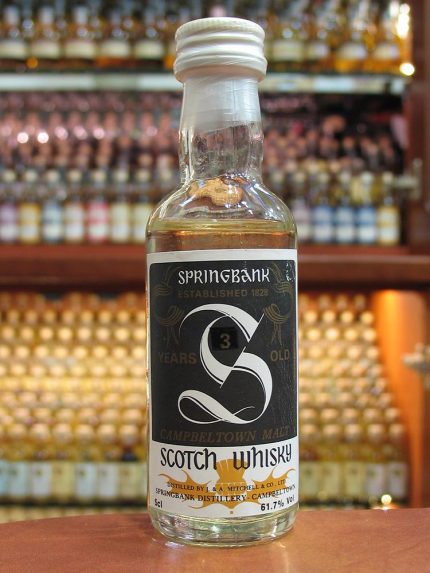 SPRINGBANK
ESTABLISHED 1828
S
3
YEARS OLD
CAMPBELTOWN MALT
SCOTCH WHISKY
DISTILLED BY J. & A. MITCHELL & CO., LTD
SPRINGBANK DISTILLERY · CAMPBELTOWN
5cl 61.7% Vol